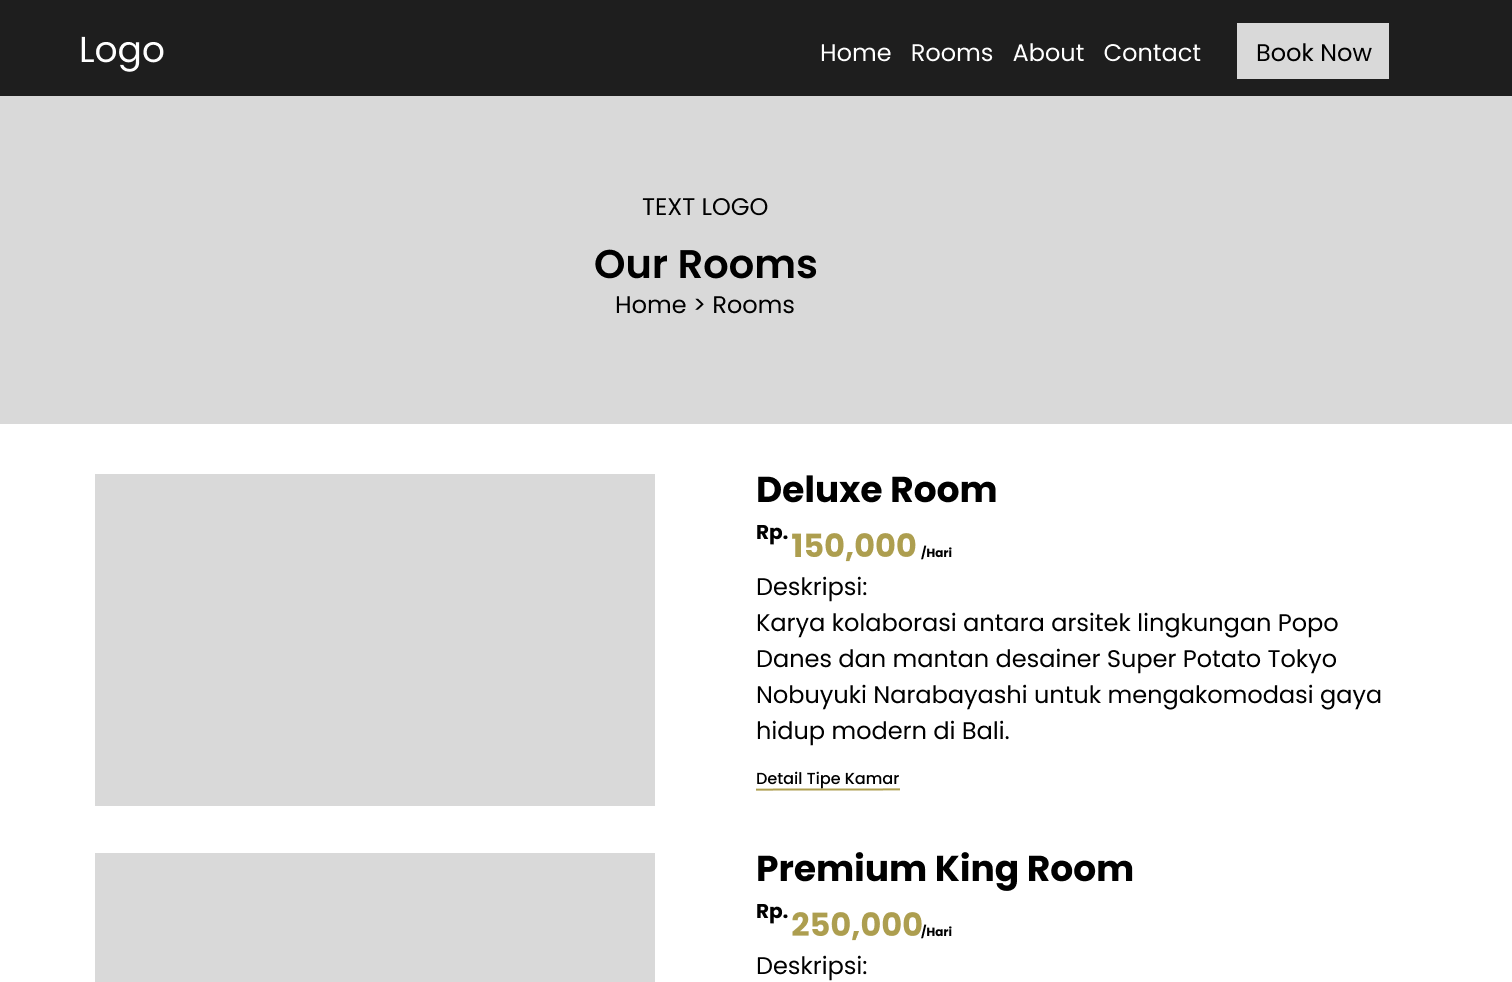 Logo
Home Rooms About Contact Book Now
TEXT LOGO
Our Rooms
Home > Rooms
Deluxe Room
Rp. 150,000 /Hari
Deskripsi:
Karya kolaborasi antara arsitek lingkungan Popo
Danes dan mantan desainer Super Potato Tokyo
Nobuyuki Narabayashi untuk mengakomodasi gaya
hidup modern di Bali.
Detail Tipe Kamar
Premium King Room
Rp. 250,000/Hari
Deskripsi: